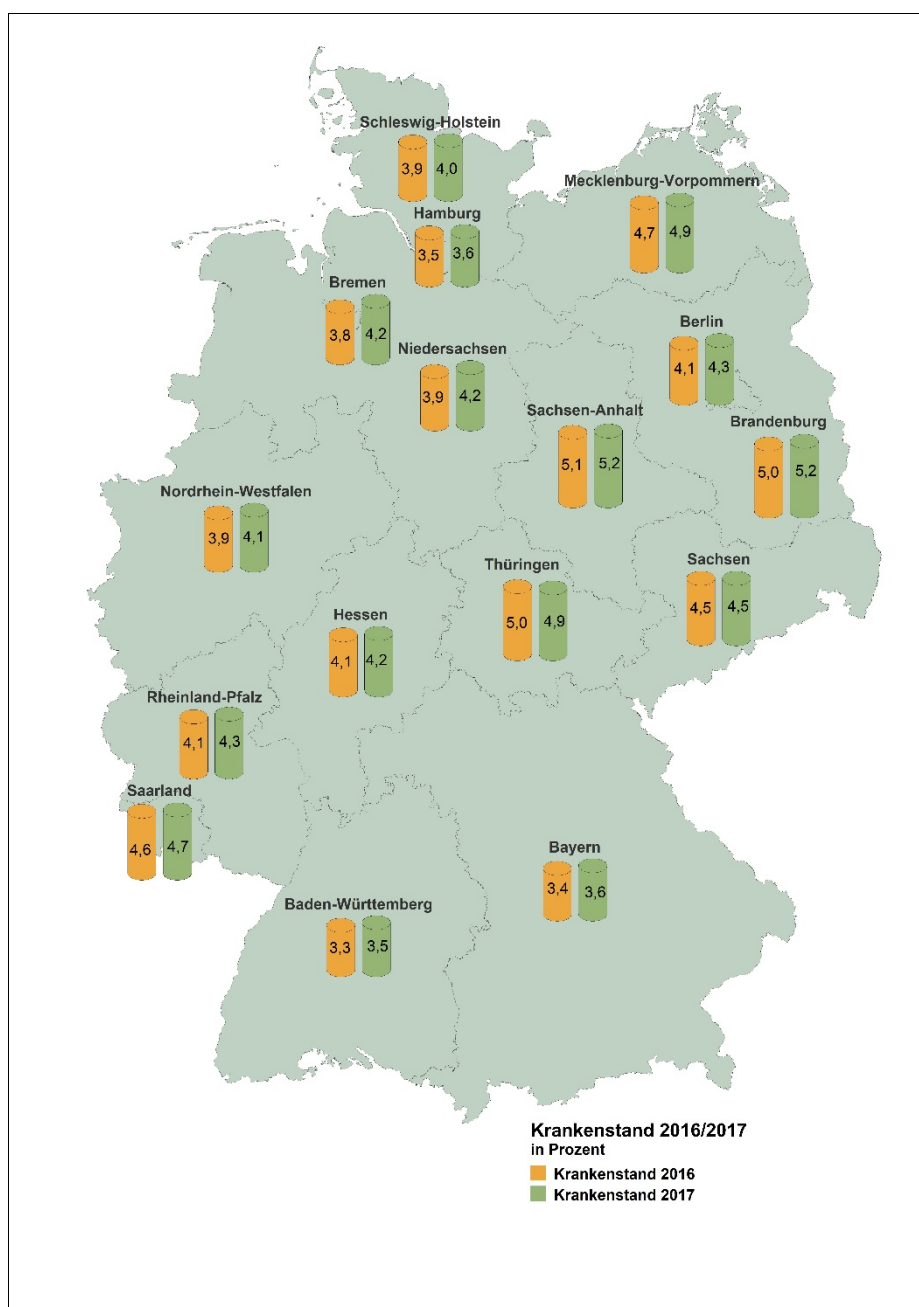 Schleswig-Holstein
3,9 4,0
Mecklenburg-Vorpommern
4,7 4,9
Hamburg
3,5 3,6
Bremen
3,8 4,2
Berlin
4,1 4,3
Niedersachsen
3,9 4,2
Sachsen-Anhalt
5,1 5,2
Brandenburg
5,0 5,2
Nordrhein-Westfalen
3,9 4,1
Thüringen
5,0 4,9
Sachsen
4,5 4,5
Hessen
4,1 4,2
Rheinland-Pfalz
4,1 4,3
Saarland
4,6 4,7
Bayern
3,4 3,6
Baden-Württemberg
3,3 3,5
Krankenstand 2016/2017
in Prozent
Krankenstand 2016
Krankenstand 2017